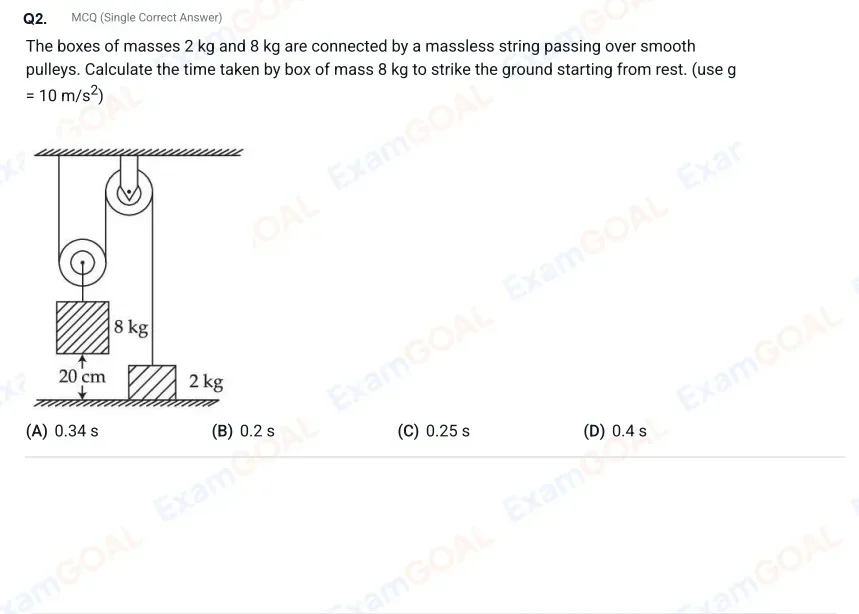 Q2. MCQ (Single Correct Answer)
The boxes of masses 2 kg and 8 kg are connected by a massless string passing over smooth
pulleys. Calculate the time taken by box of mass 8 kg to strike the ground starting from rest. (use g
= 10 m/s²)
8 kg
20 cm
2 kg
(A) 0.34 s (B) 0.2 s (C) 0.25 s (D) 0.4 s
ExamGOAL